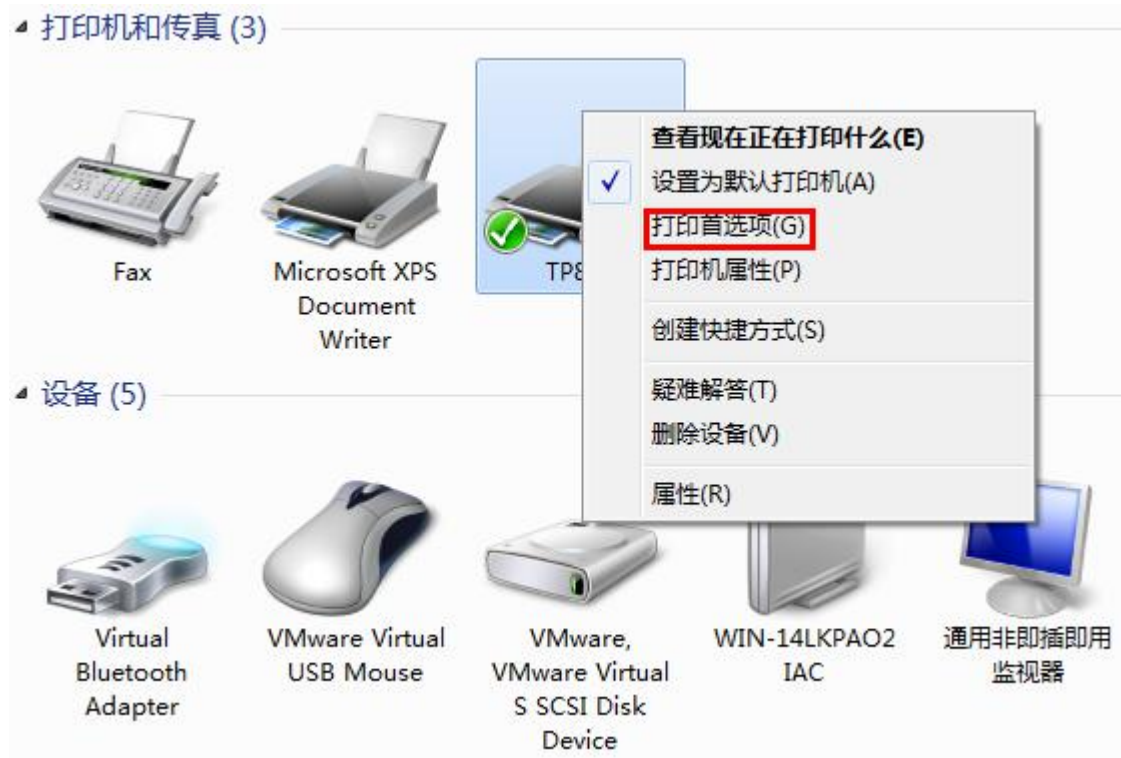 打印机和传真 (3)
Fax
Microsoft XPS
Document
Writer
TP8
查看现在正在打印什么(E)
设置为默认打印机(A)
打印首选项(G)
打印机属性(P)
创建快捷方式(S)
疑难解答(T)
删除设备(V)
属性(R)
设备 (5)
Virtual
Bluetooth
Adapter
VMware Virtual
USB Mouse
VMware,
VMware Virtual
S SCSI Disk
Device
WIN-14LKPAO2
IAC
通用非即插即用
监视器